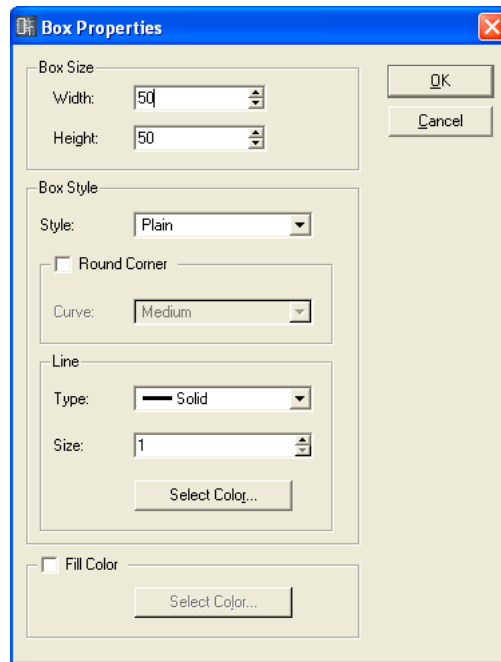 Box Properties
Box Size
Width: 50
Height: 50
OK
Cancel
Box Style
Style: Plain
Round Corner
Curve: Medium
Line
Type: Solid
Size: 1
Select Color...
Fill Color
Select Color...